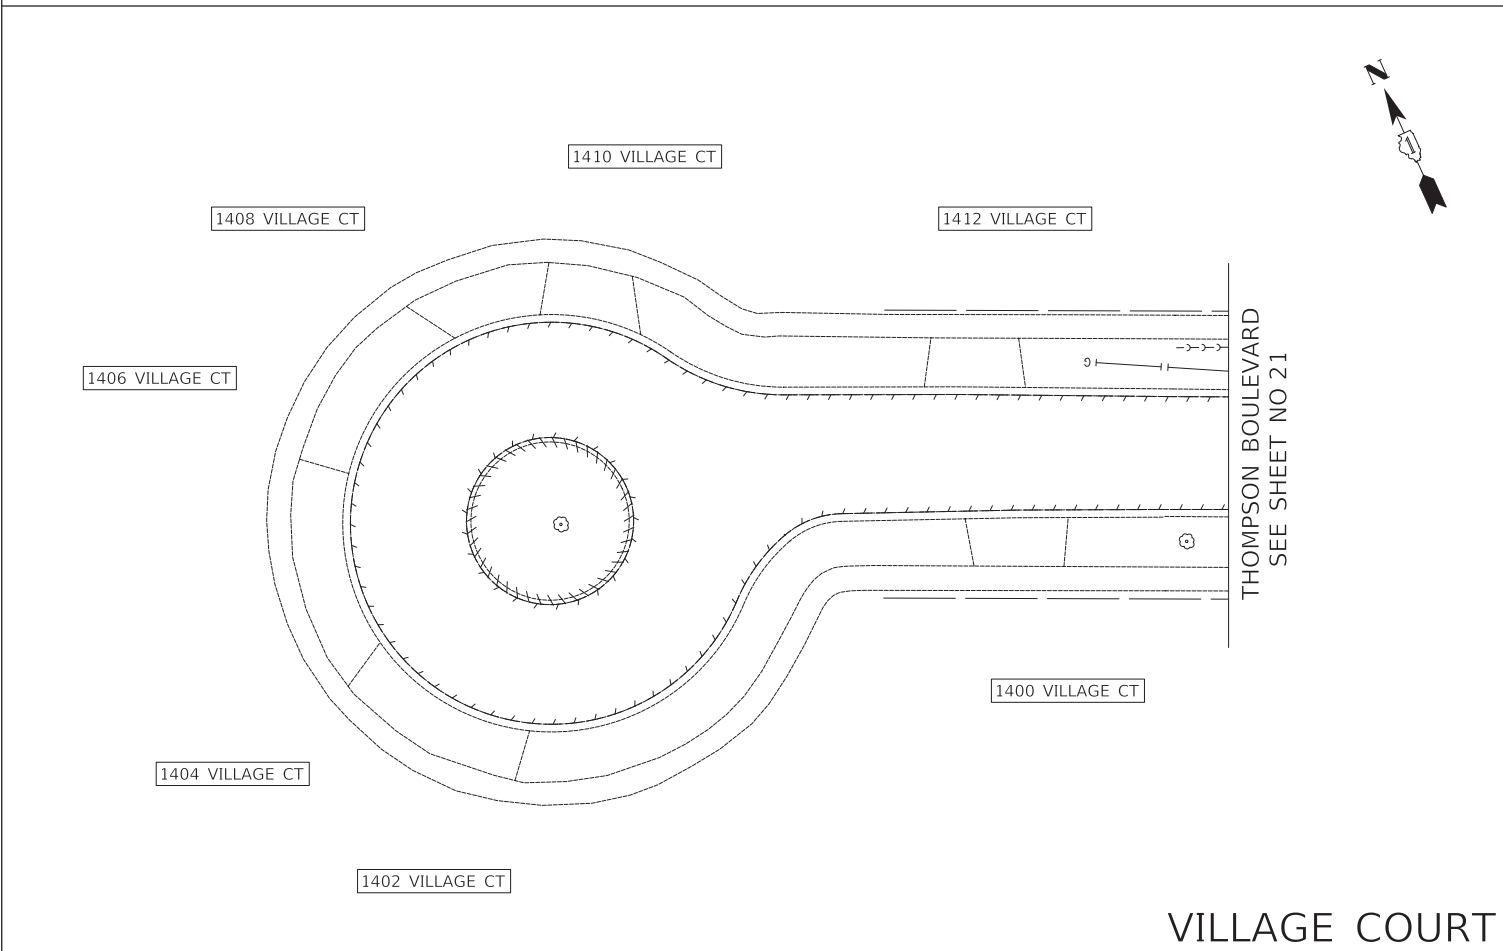 N
1410 VILLAGE CT
1408 VILLAGE CT
1412 VILLAGE CT
1406 VILLAGE CT
G
THOMPSON BOULEVARD
SEE SHEET NO 21
1400 VILLAGE CT
1404 VILLAGE CT
1402 VILLAGE CT
VILLAGE COURT